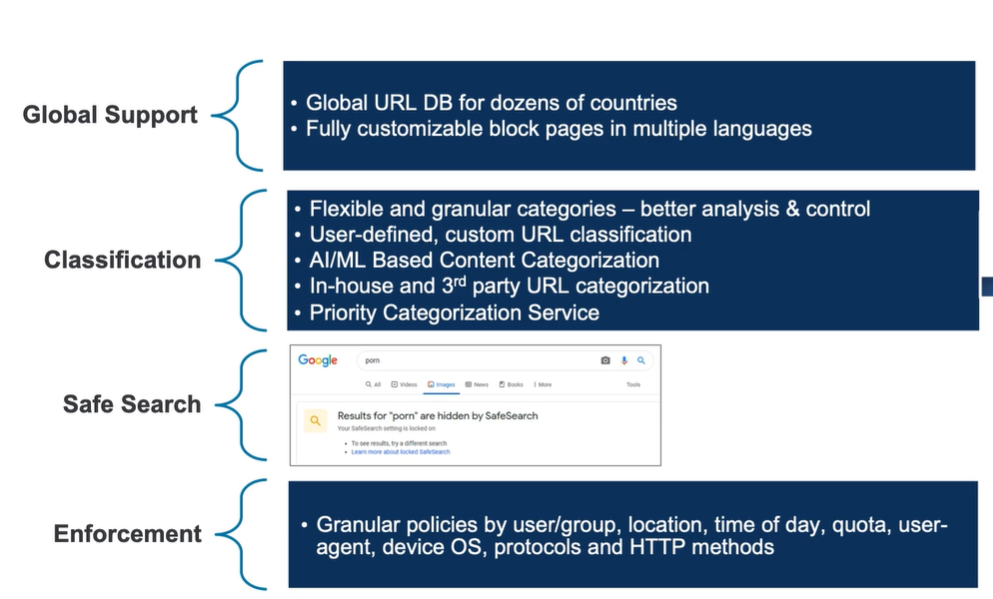 Global Support
• Global URL DB for dozens of countries
• Fully customizable block pages in multiple languages
Classification
• Flexible and granular categories – better analysis & control
• User-defined, custom URL classification
• AI/ML Based Content Categorization
• In-house and 3rd party URL categorization
• Priority Categorization Service
Safe Search
Google
porn
All Videos Images News Books More Tools
Results for "porn" are hidden by SafeSearch
Your SafeSearch setting is locked on
• To see results, try a different search
• Learn more about locked SafeSearch
Enforcement
• Granular policies by user/group, location, time of day, quota, user-
agent, device OS, protocols and HTTP methods